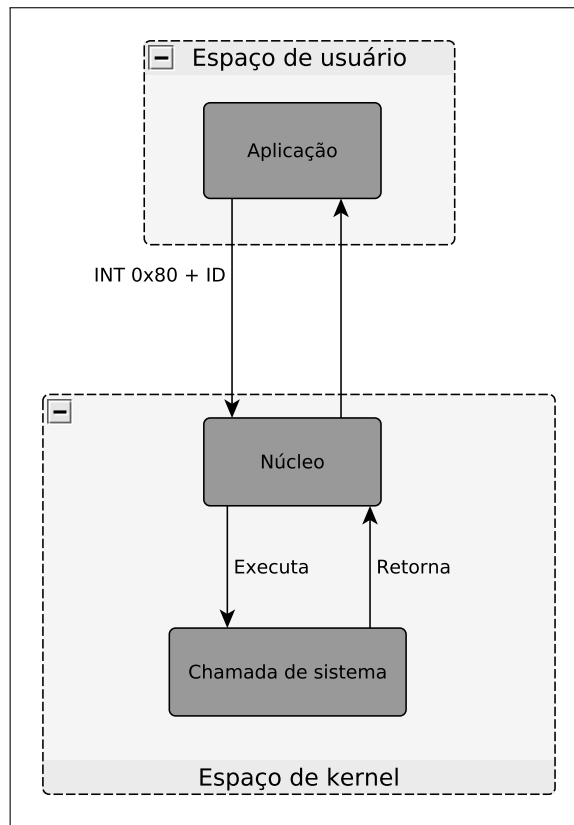 Espaço de usuário
Aplicação
INT 0x80 + ID
Núcleo
Executa
Retorna
Chamada de sistema
Espaço de kernel